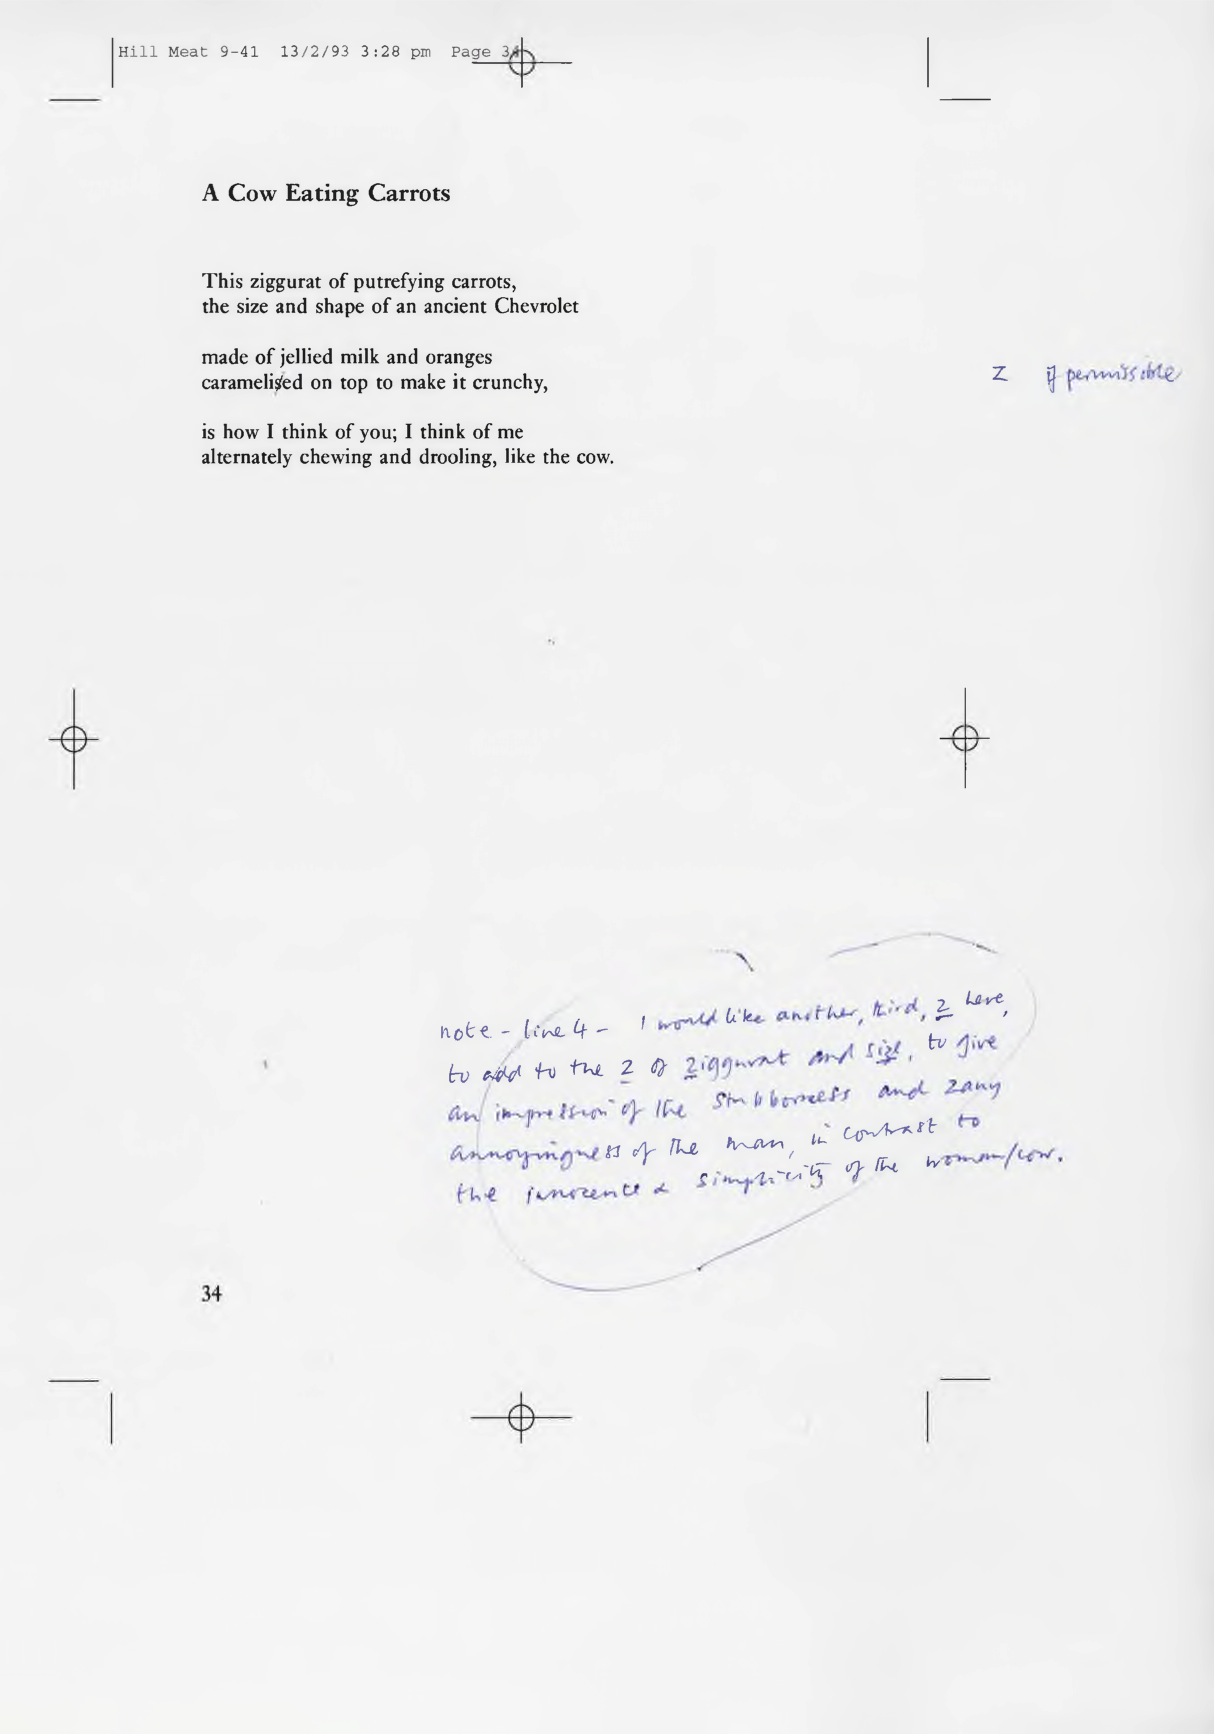 Hill Meat 9-41 13/2/93 3:28 pm Page 34
A Cow Eating Carrots
This ziggurat of putrefying carrots,
the size and shape of an ancient Chevrolet
made of jellied milk and oranges
caramelised on top to make it crunchy,
z if permissible
is how I think of you; I think of me
alternately chewing and drooling, like the cow.
note - line 4 - I would like another, third, z here,
to add to the z of ziggurat and size, to give
an impression of the stubborness and zany
annoyingness of the man, in contrast to
the innocence & simplicity of the woman/cow.
34